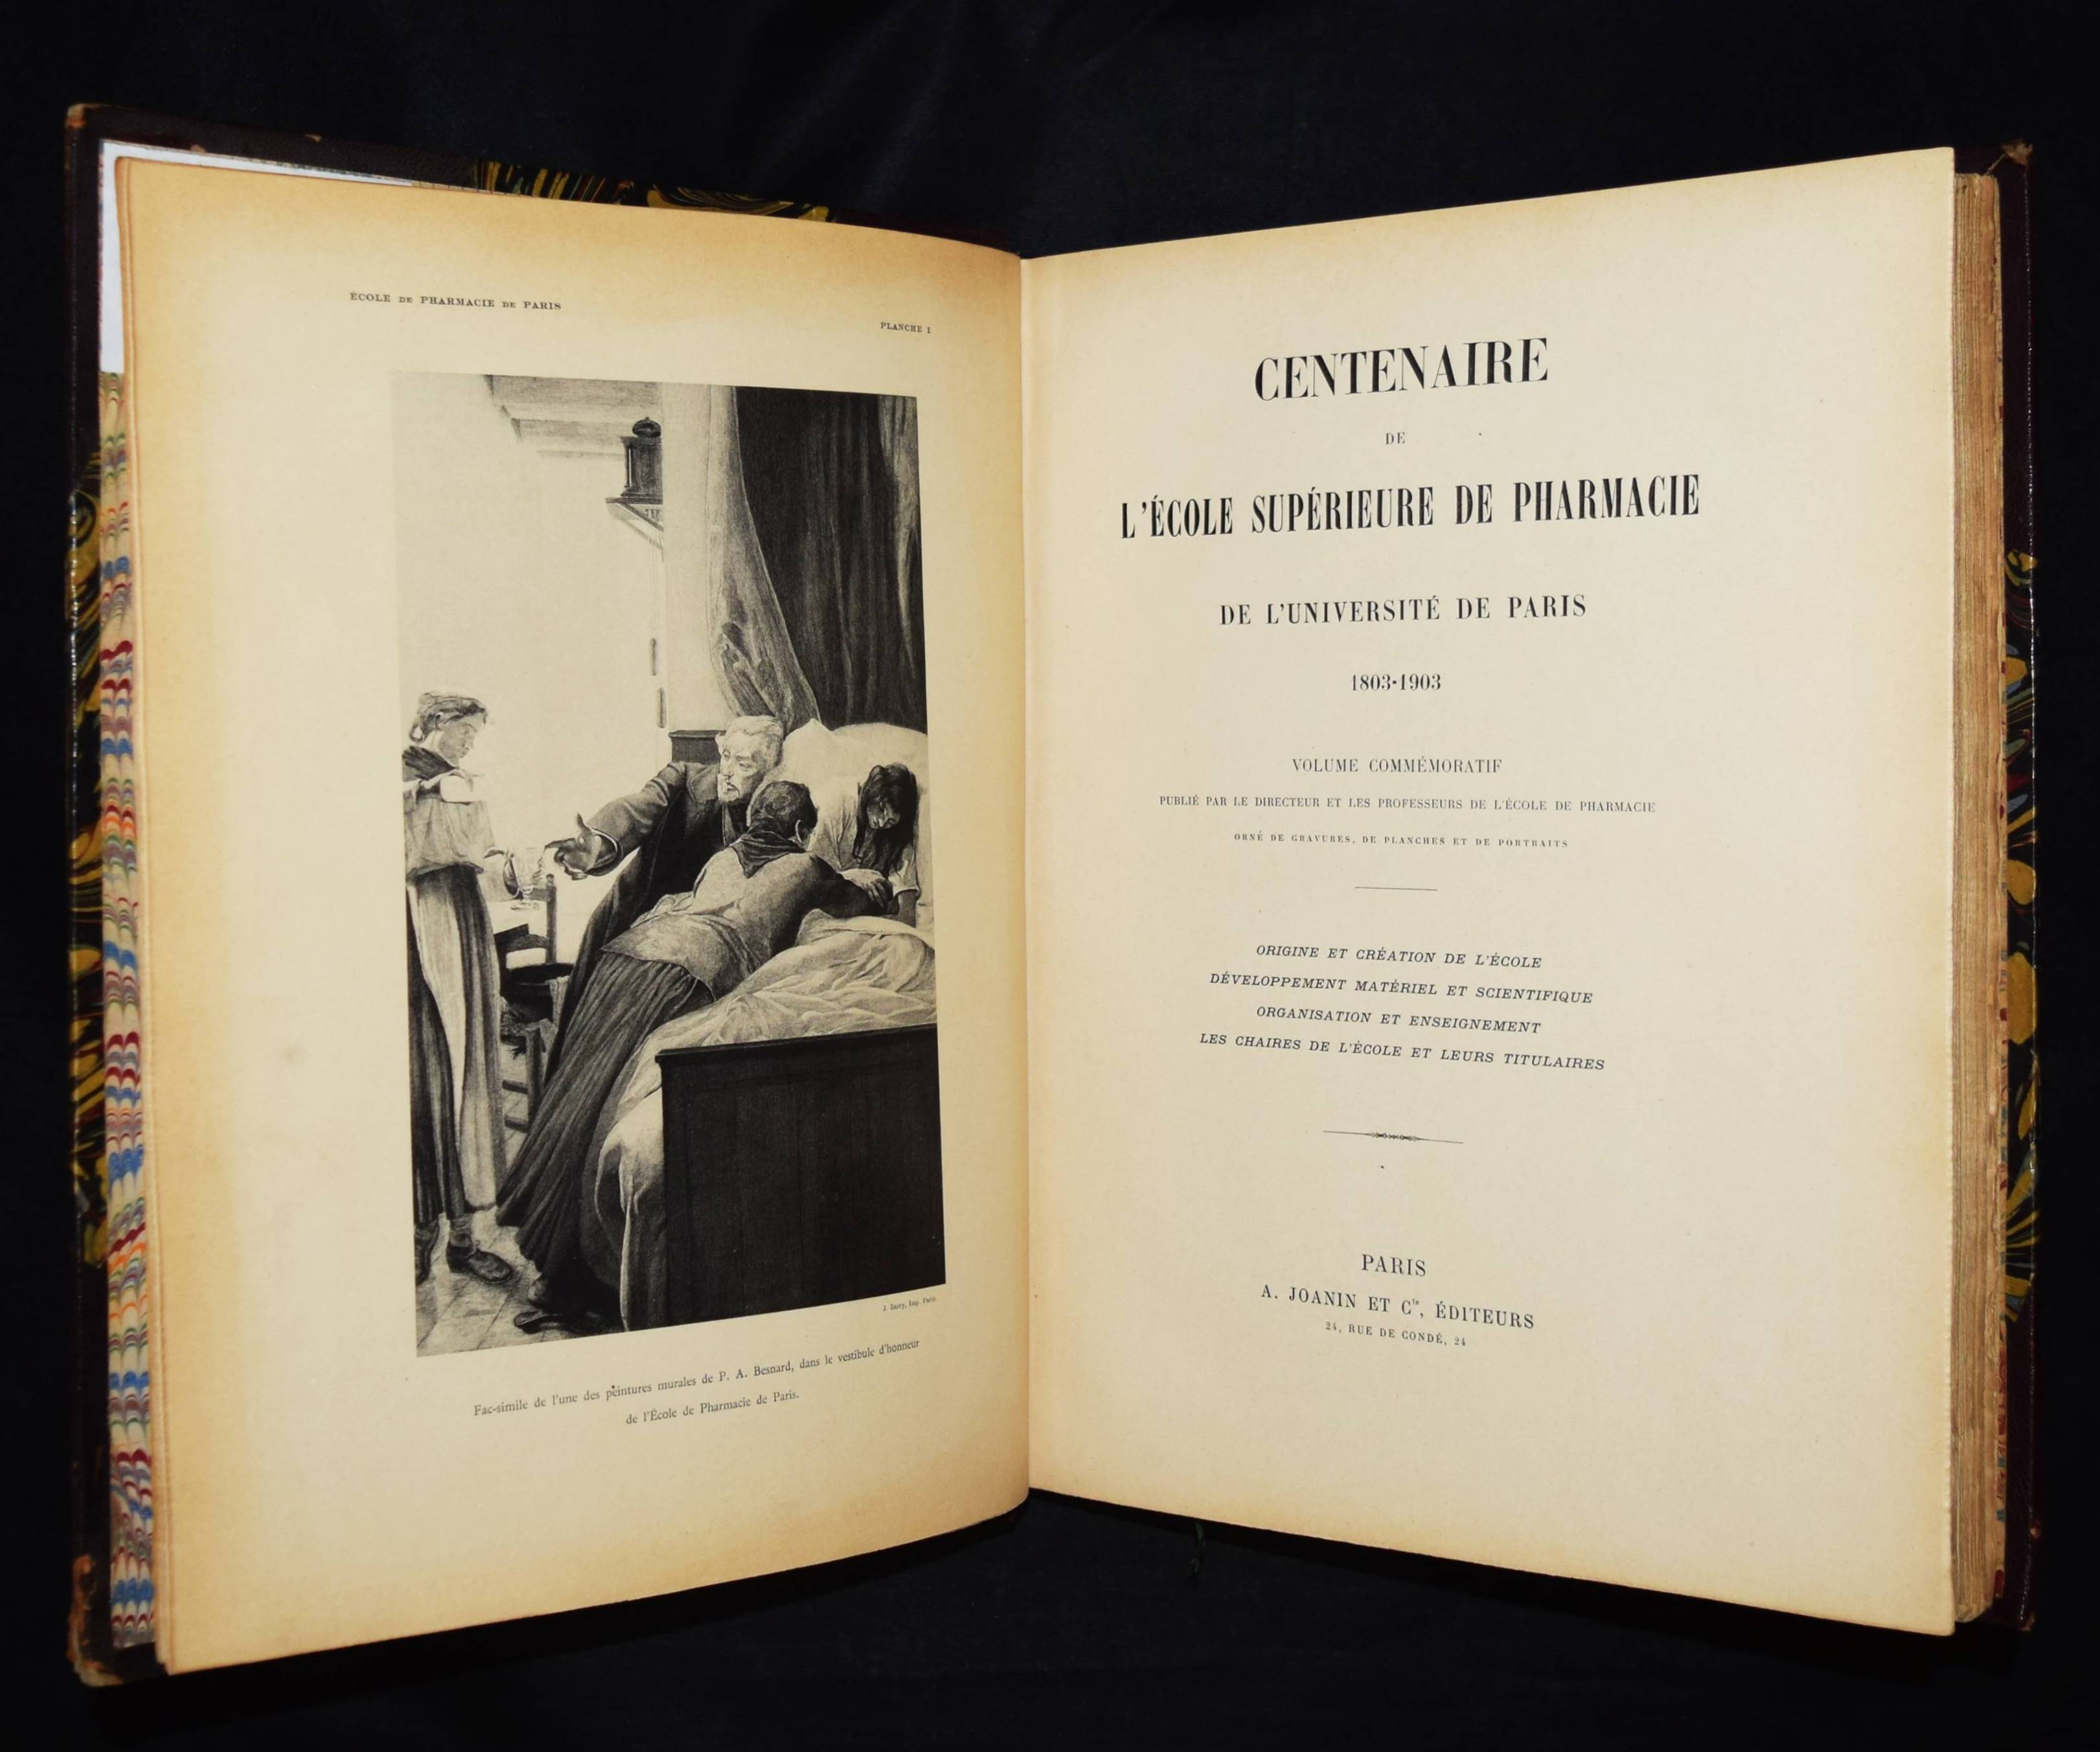 ÉCOLE DE PHARMACIE DE PARIS
PLANCHE 1
Imp. Paris
Fac-simile de l'une des peintures murales de P. A. Besnard, dans le vestibule d'honneur
de l'École de Pharmacie de Paris.
CENTENAIRE
DE
L'ÉCOLE SUPÉRIEURE DE PHARMACIE
DE L'UNIVERSITÉ DE PARIS
1803-1903
VOLUME COMMÉMORATIF
PUBLIÉ PAR LE DIRECTEUR ET LES PROFESSEURS DE L'ÉCOLE DE PHARMACIE
ORNÉ DE GRAVURES, DE PLANCHES ET DE PORTRAITS
ORIGINE ET CRÉATION DE L'ÉCOLE
DÉVELOPPEMENT MATÉRIEL ET SCIENTIFIQUE
ORGANISATION ET ENSEIGNEMENT
LES CHAIRES DE L'ÉCOLE ET LEURS TITULAIRES
PARIS
A. JOANIN ET Cie, ÉDITEURS
24, RUE DE CONDÉ, 24